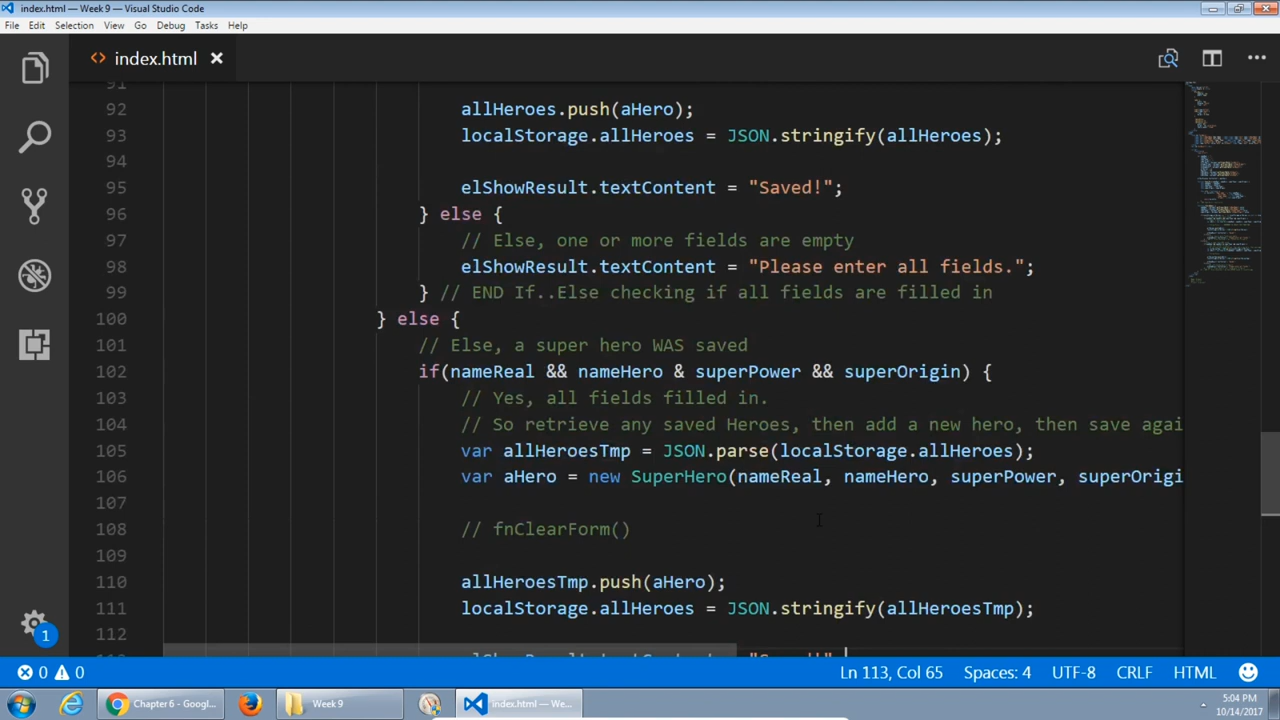 index.html — Week 9 - Visual Studio Code
File Edit Selection View Go Debug Tasks Help
index.html
91
92 allHeroes.push(aHero);
93 localStorage.allHeroes = JSON.stringify(allHeroes);
94
95 elShowResult.textContent = "Saved!";
96 } else {
97 // Else, one or more fields are empty
98 elShowResult.textContent = "Please enter all fields.";
99 } // END If..Else checking if all fields are filled in
100 } else {
101 // Else, a super hero WAS saved
102 if(nameReal && nameHero & superPower && superOrigin) {
103 // Yes, all fields filled in.
104 // So retrieve any saved Heroes, then add a new hero, then save agai
105 var allHeroesTmp = JSON.parse(localStorage.allHeroes);
106 var aHero = new SuperHero(nameReal, nameHero, superPower, superOrigi
107
108 // fnClearForm()
109
110 allHeroesTmp.push(aHero);
111 localStorage.allHeroes = JSON.stringify(allHeroesTmp);
112
0 0 Ln 113, Col 65 Spaces: 4 UTF-8 CRLF HTML
1
Chapter 6 - Googl... Week 9 index.html — We...
5:04 PM
10/14/2017